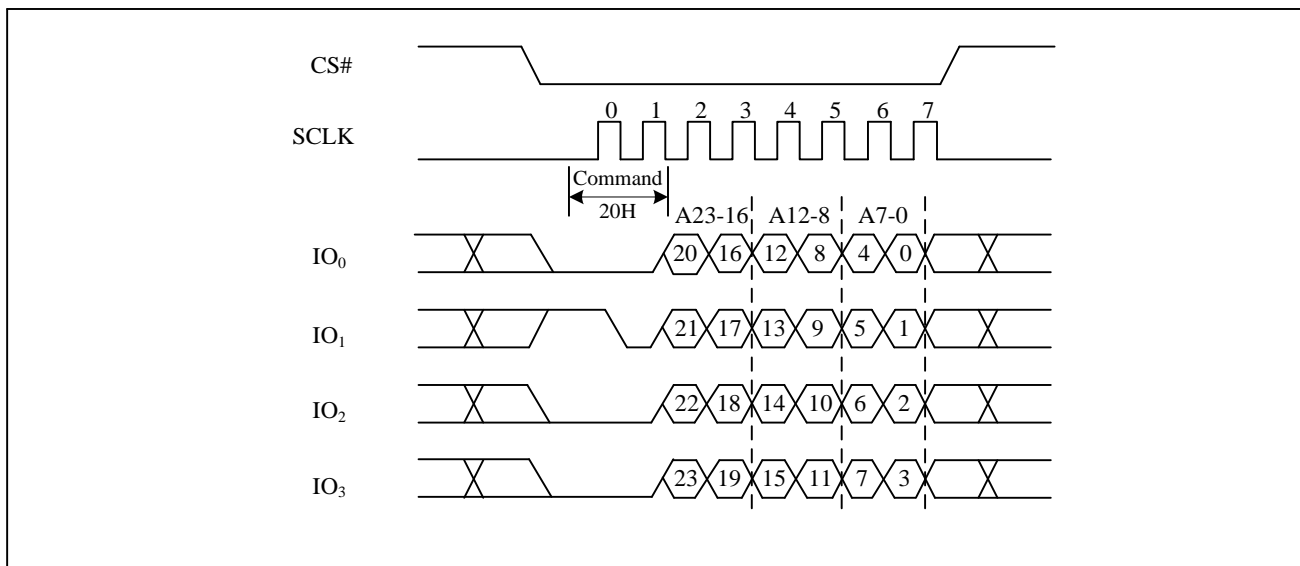 CS#
0 1 2 3 4 5 6 7
SCLK
Command
20H
A23-16 A12-8 A7-0
IO₀ 20 16 12 8 4 0
IO₁ 21 17 13 9 5 1
IO₂ 22 18 14 10 6 2
IO₃ 23 19 15 11 7 3